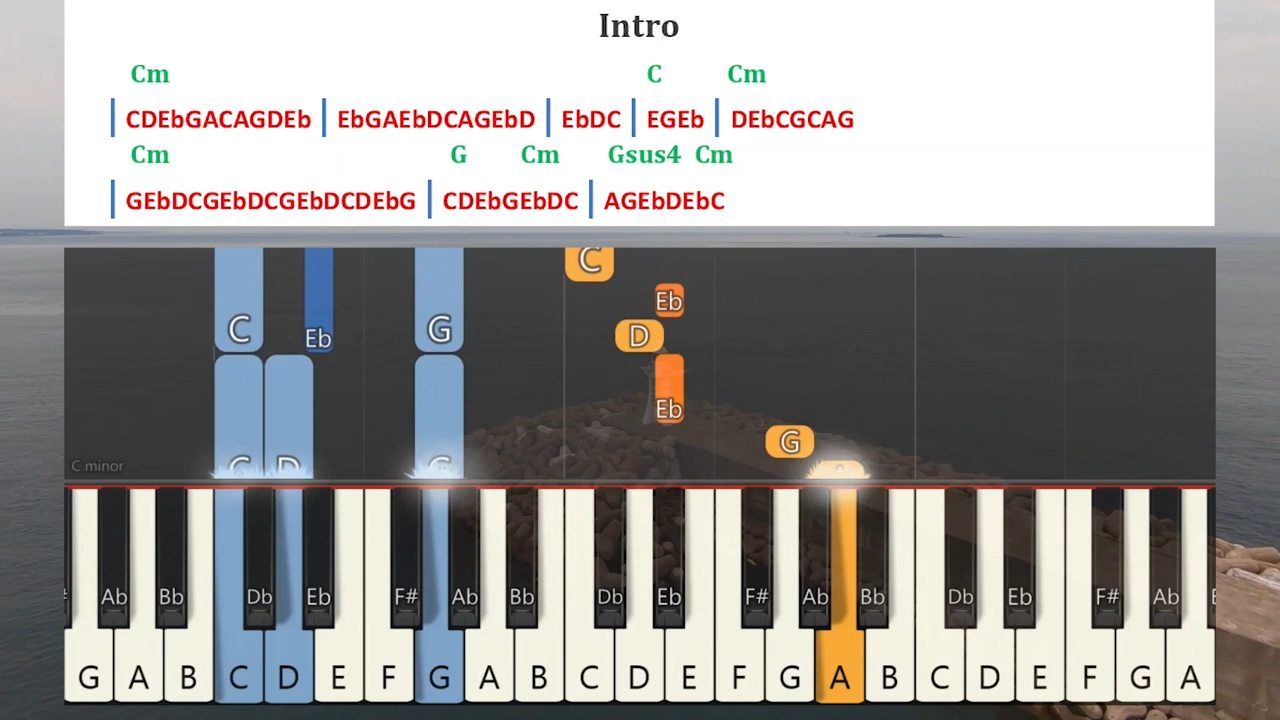 Intro
Cm C Cm
CDEbGACAGDEb EbGAEbDCAGEbD EbDC EGEb DEbCGCAG
Cm G Cm Gsus4 Cm
GEbDCGEbDCGEbDCDEbG CDEbGEbDC AGEbDEbC
C
Eb
C Eb G
D
Eb
G
C minor C D G
Ab Bb Db Eb F# Ab Bb Db Eb F# Ab Bb Db Eb F# Ab
G A B C D E F G A B C D E F G A B C D E F G A